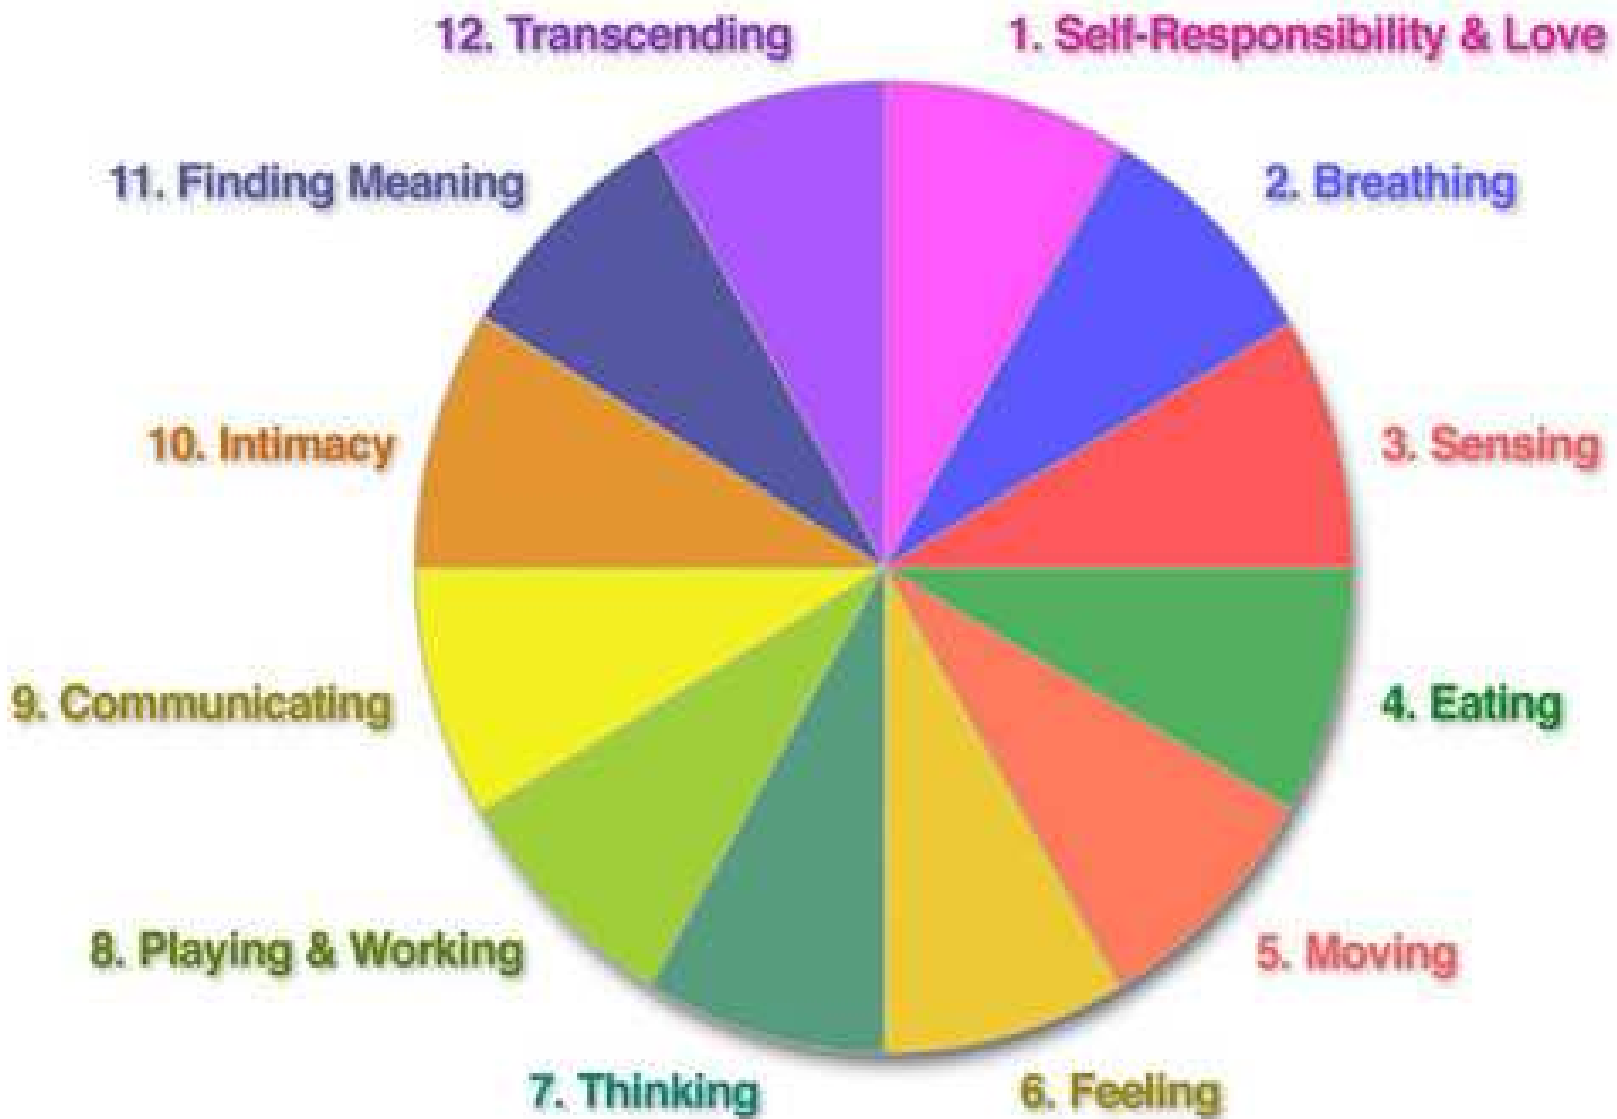 1. Self-Responsibility & Love
2. Breathing
3. Sensing
4. Eating
5. Moving
6. Feeling
7. Thinking
8. Playing & Working
9. Communicating
10. Intimacy
11. Finding Meaning
12. Transcending